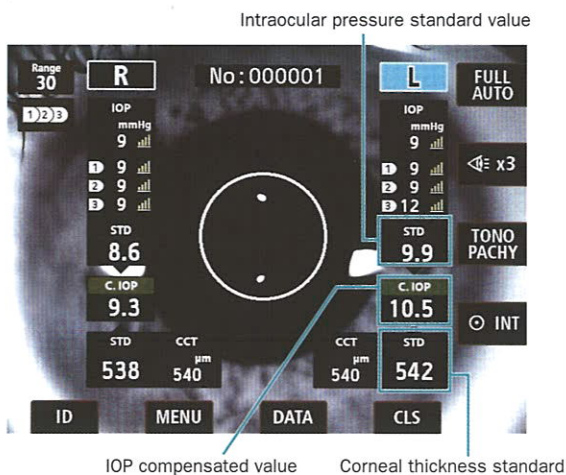 Intraocular pressure standard value
Range
30
R
No:000001
L
FULL
AUTO
1 2 3
IOP
mmHg
9
1 9
2 9
3 9
STD
8.6
C. IOP
9.3
STD
538
CCT
µm
540
IOP
mmHg
9
1 9
2 9
3 12
STD
9.9
C. IOP
10.5
CCT
µm
540
STD
542
x3
TONO
PACHY
INT
ID
MENU
DATA
CLS
IOP compensated value
Corneal thickness standard